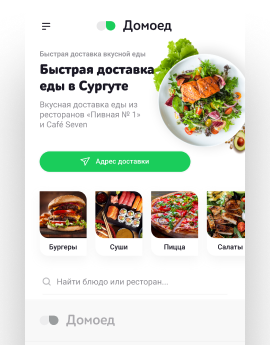 Домоед
Быстрая доставка вкусной еды
Быстрая доставка
еды в Сургуте
Вкусная доставка еды из
ресторанов «Пивная № 1»
и Café Seven
Адрес доставки
Бургеры
Суши
Пицца
Салаты
Найти блюдо или ресторан...
Домоед